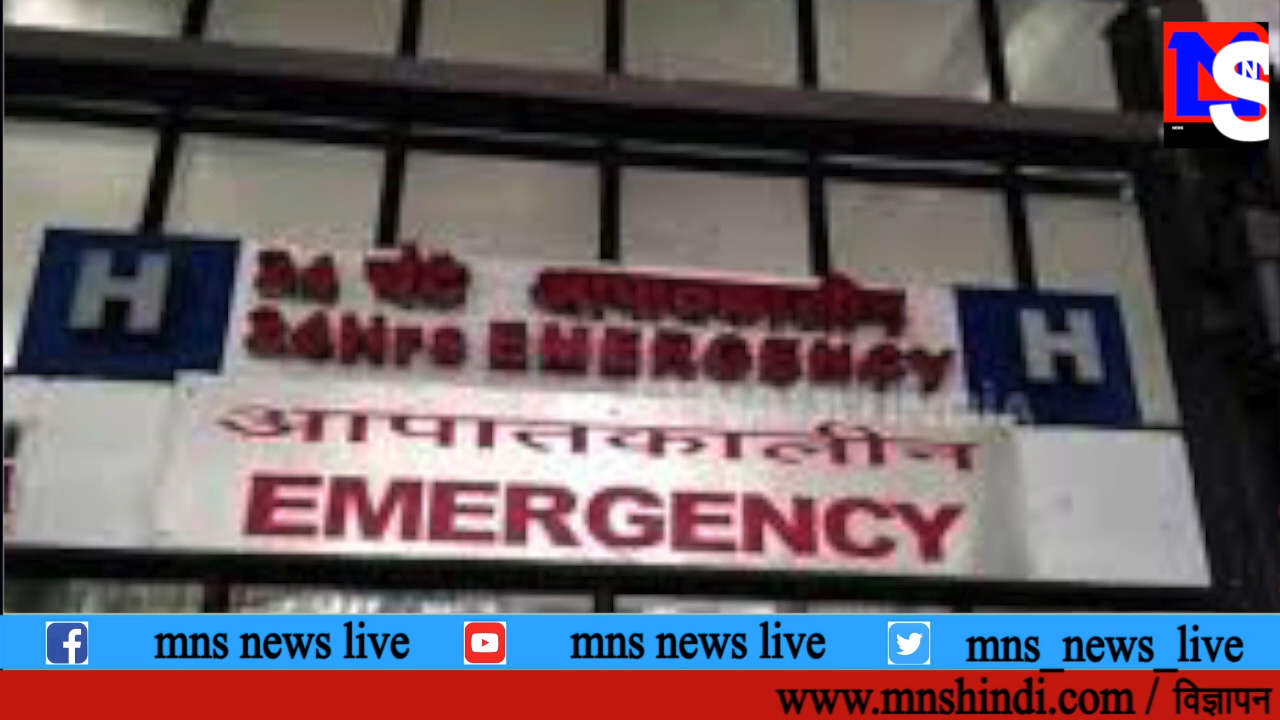 N
S
N
NEWS
H
24 घंटे आपातकालीन
24Hrs EMERGENCY
H
आपातकालीन
EMERGENCY
mns news live
mns news live
mns_news_live
www.mnshindi.com / विज्ञापन